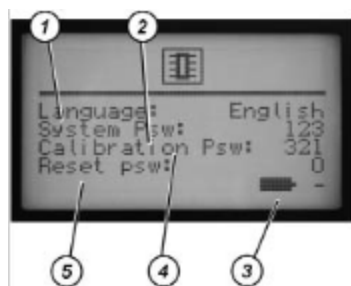 1 2
Language: English
System Psw: 123
Calibration Psw: 321
Reset psw: 0
-
5 4 3